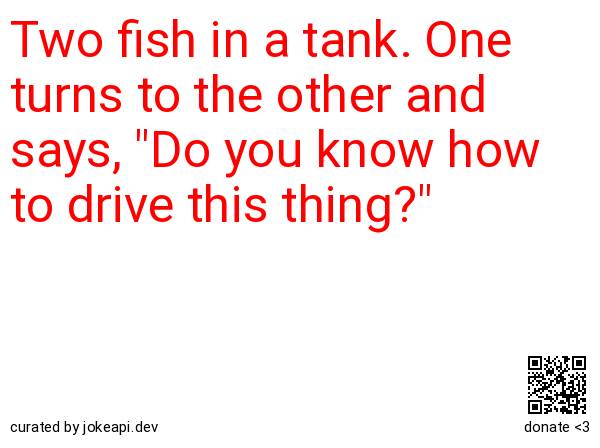 Two fish in a tank. One
turns to the other and
says, "Do you know how
to drive this thing?"
curated by jokeapi.dev
donate <3